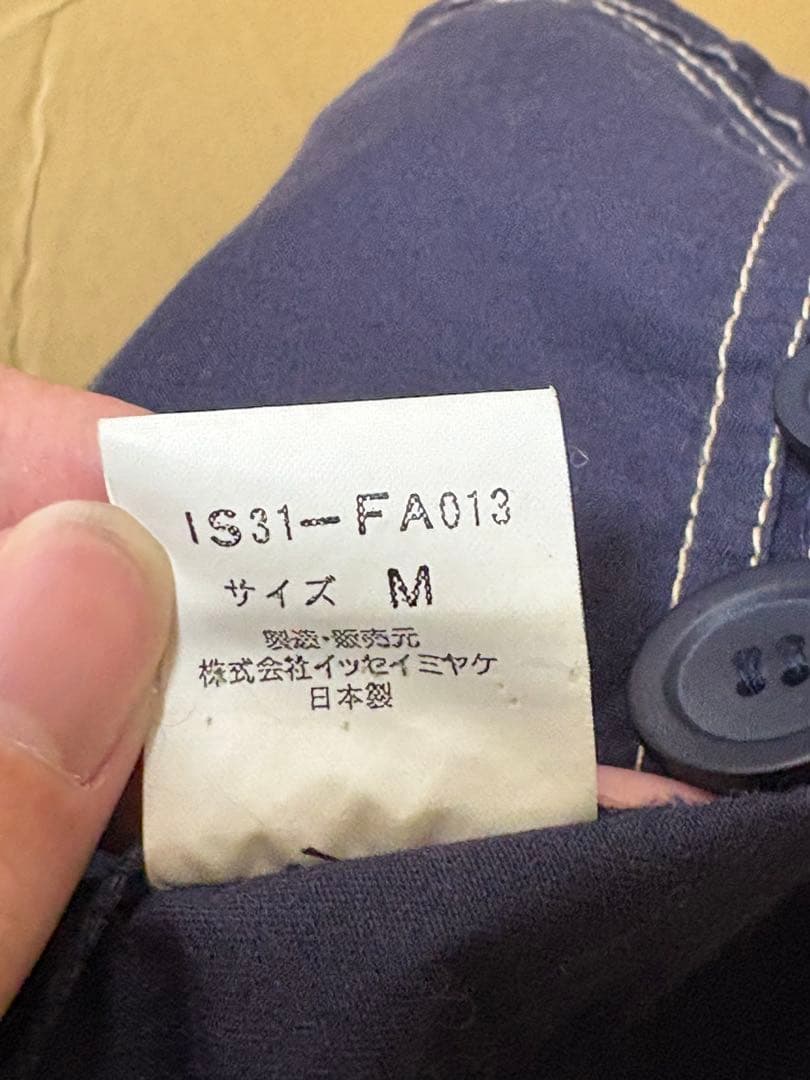 IS31-FA013
サイズ M
製造・販売元
株式会社イッセイミヤケ
日本製